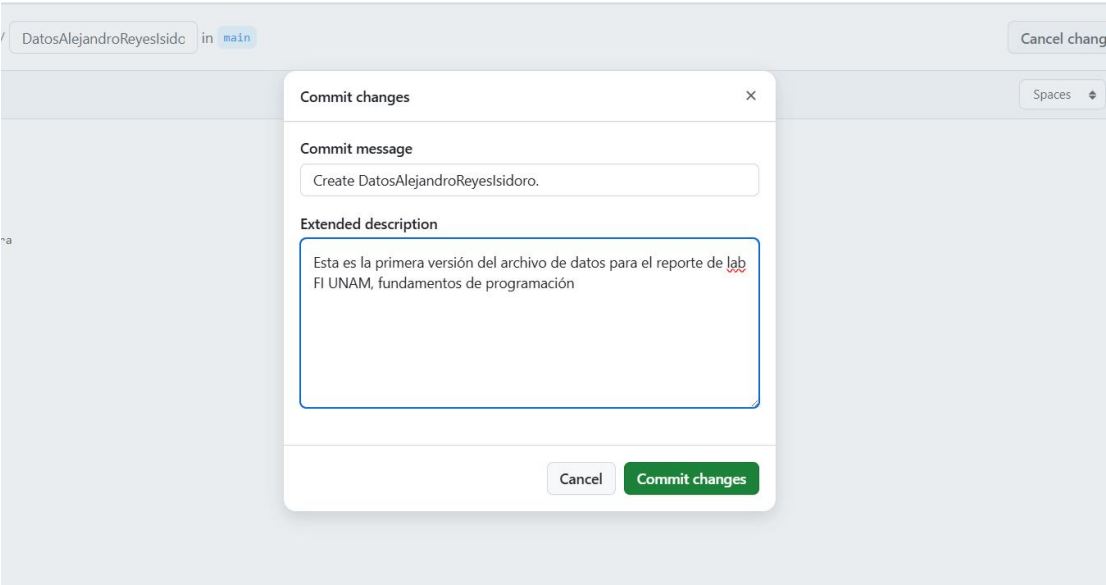 / DatosAlejandroReyesIsido in main
Cancel chang
Spaces
Commit changes
Commit message
Create DatosAlejandroReyesIsidoro.
Extended description
Esta es la primera versión del archivo de datos para el reporte de lab
FI UNAM, fundamentos de programación
ra
Cancel
Commit changes